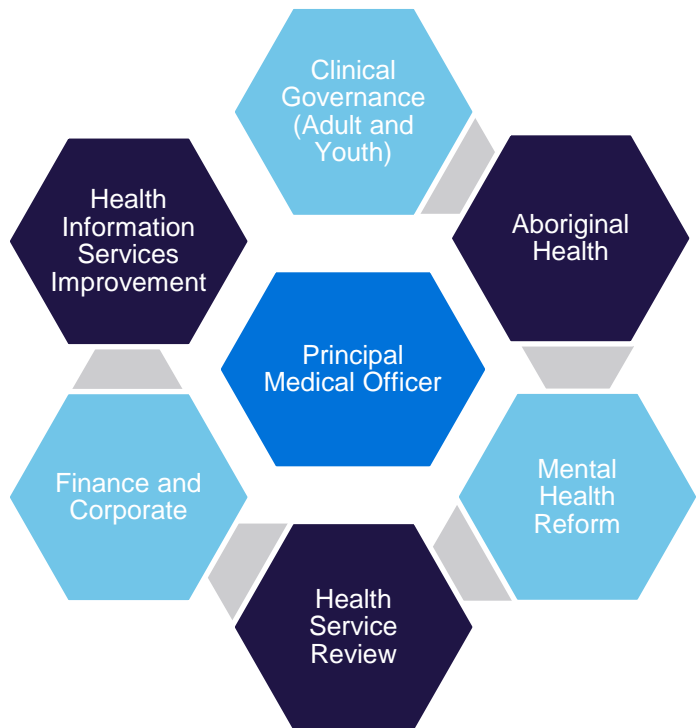 Clinical
Governance
(Adult and
Youth)
Aboriginal
Health
Mental
Health
Reform
Health
Service
Review
Finance and
Corporate
Health
Information
Services
Improvement
Principal
Medical Officer